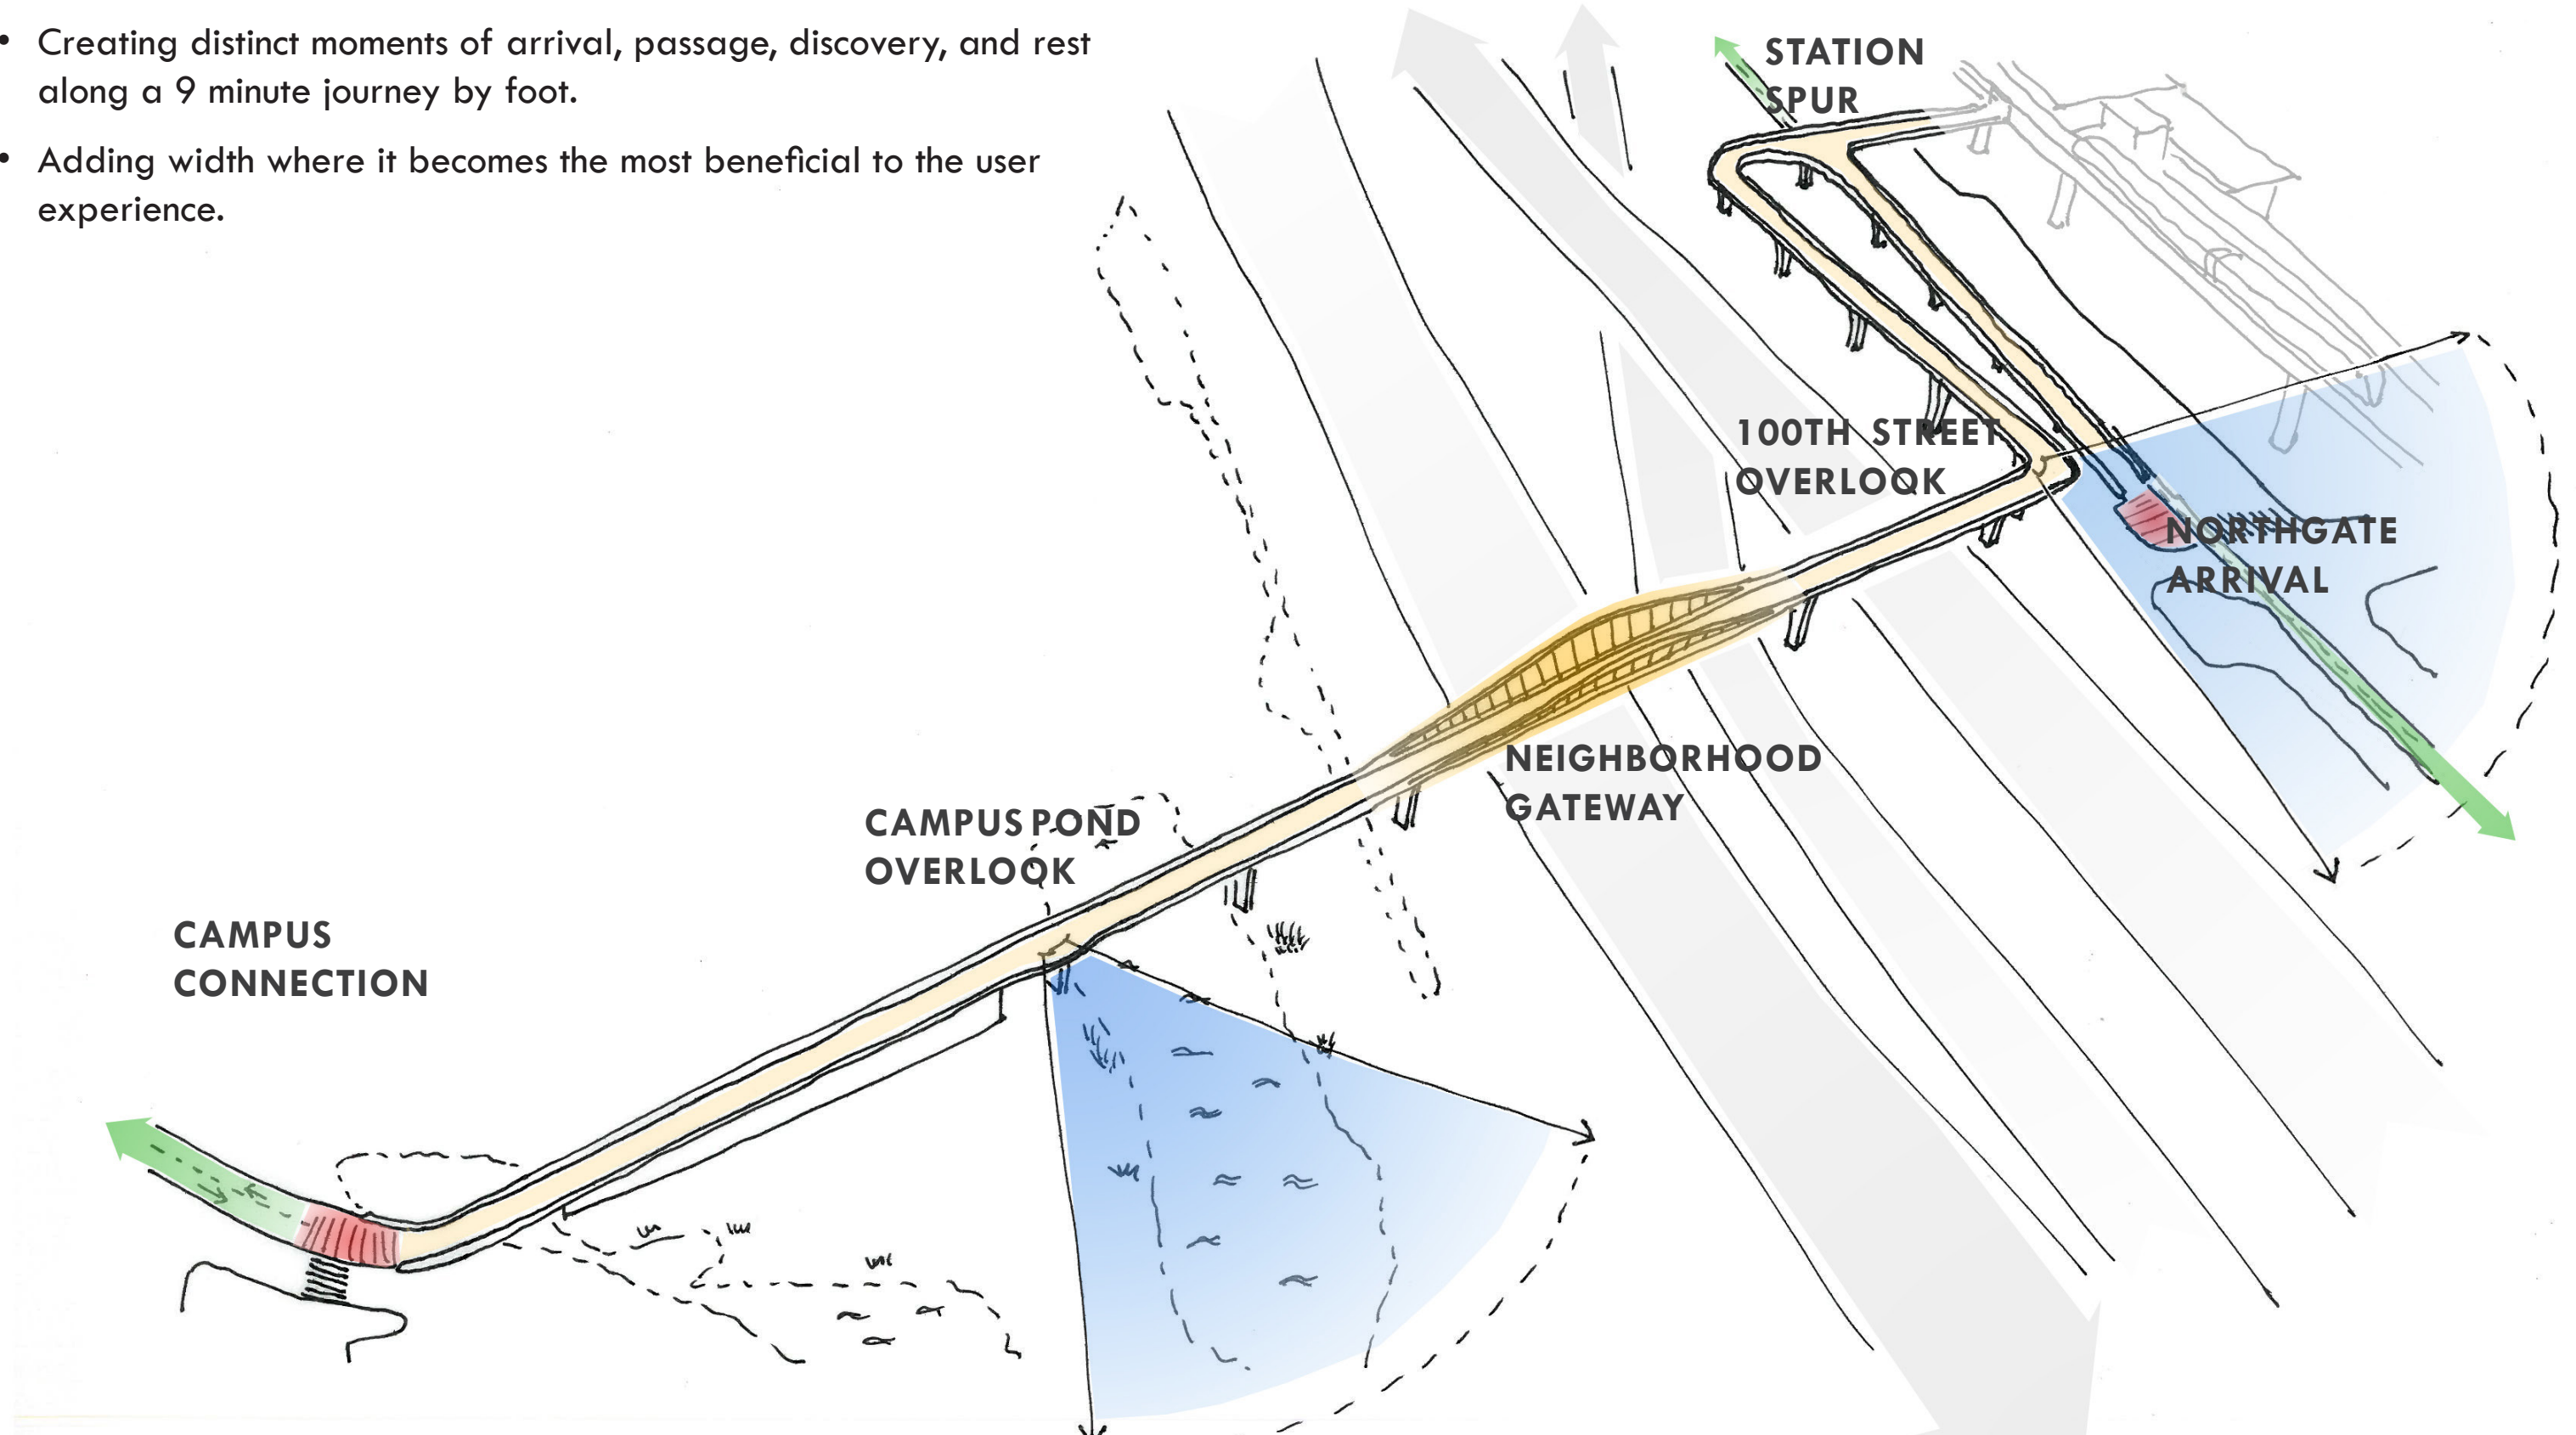 • Creating distinct moments of arrival, passage, discovery, and rest
along a 9 minute journey by foot.
• Adding width where it becomes the most beneficial to the user
experience.
STATION
SPUR
100TH STREET
OVERLOOK
NORTHGATE
ARRIVAL
NEIGHBORHOOD
GATEWAY
CAMPUS POND
OVERLOOK
CAMPUS
CONNECTION